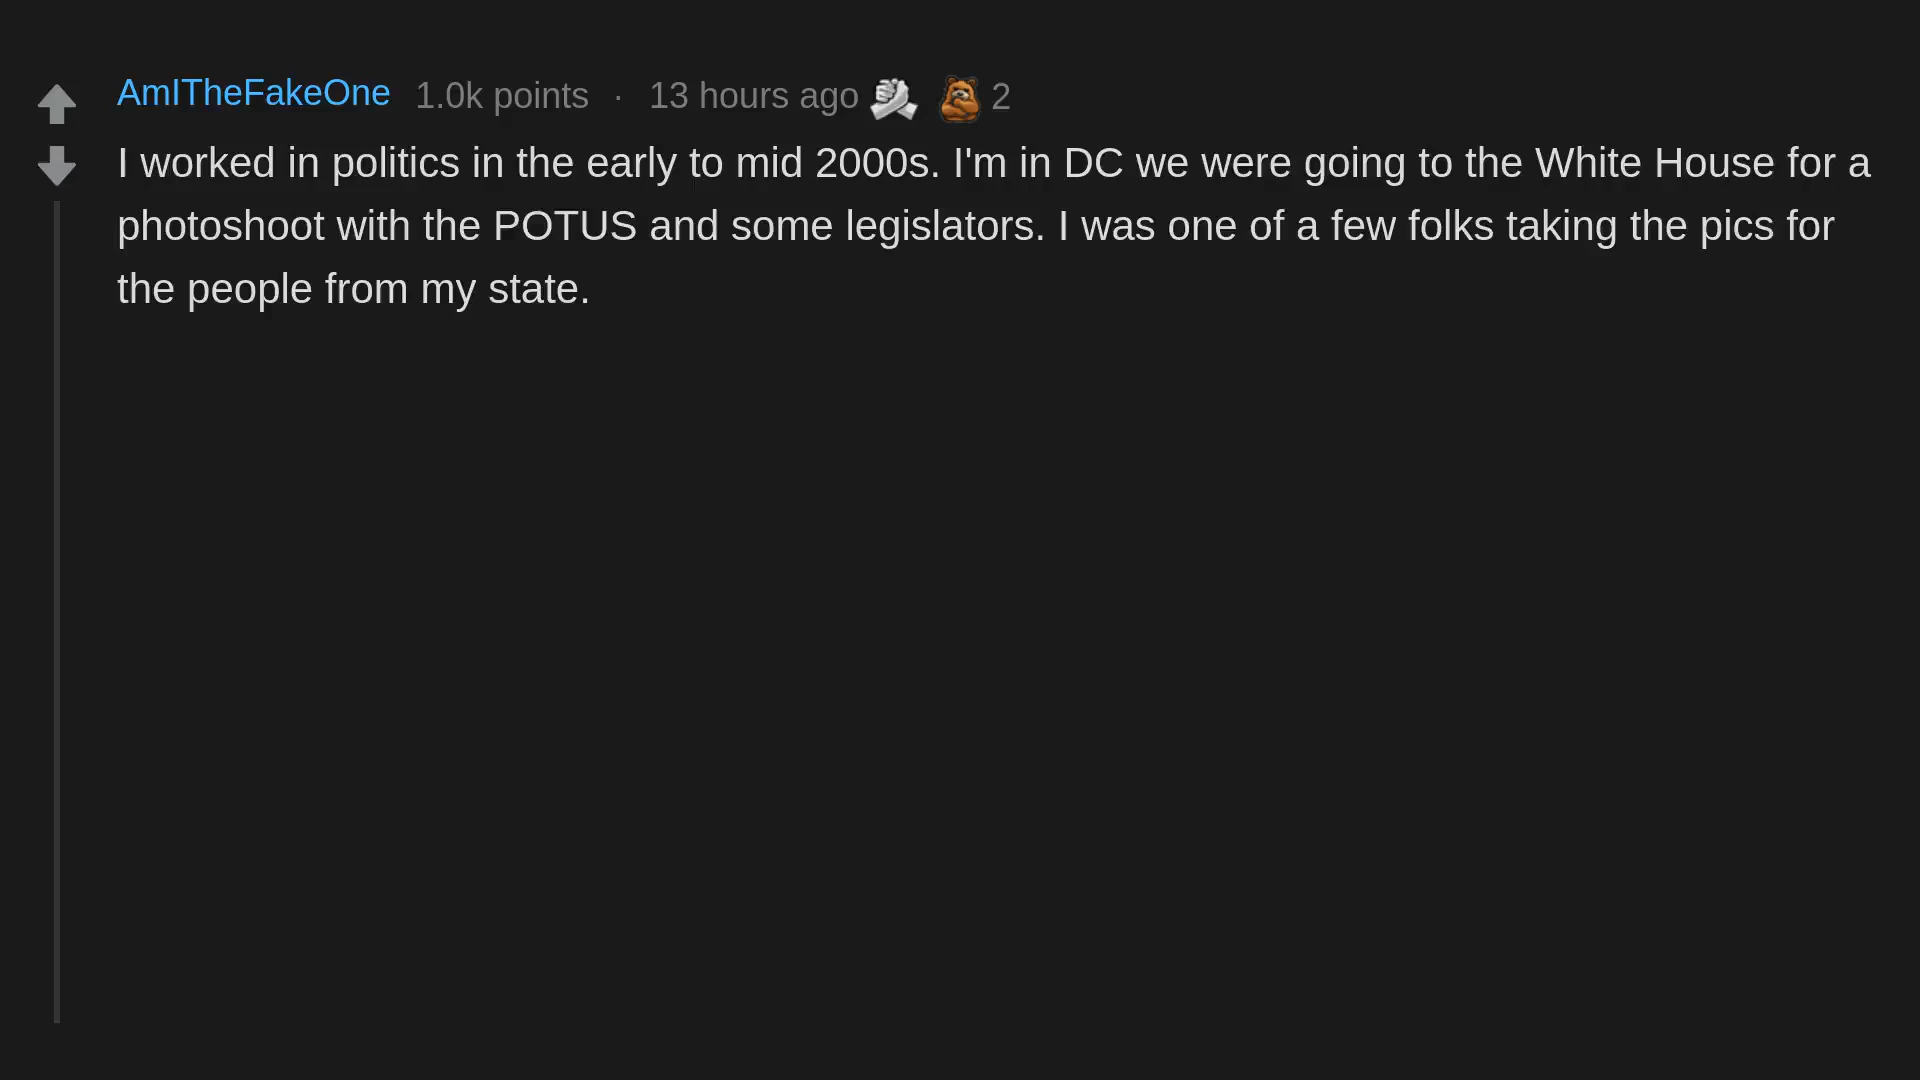 AmITheFakeOne 1.0k points · 13 hours ago 2
I worked in politics in the early to mid 2000s. I'm in DC we were going to the White House for a
photoshoot with the POTUS and some legislators. I was one of a few folks taking the pics for
the people from my state.